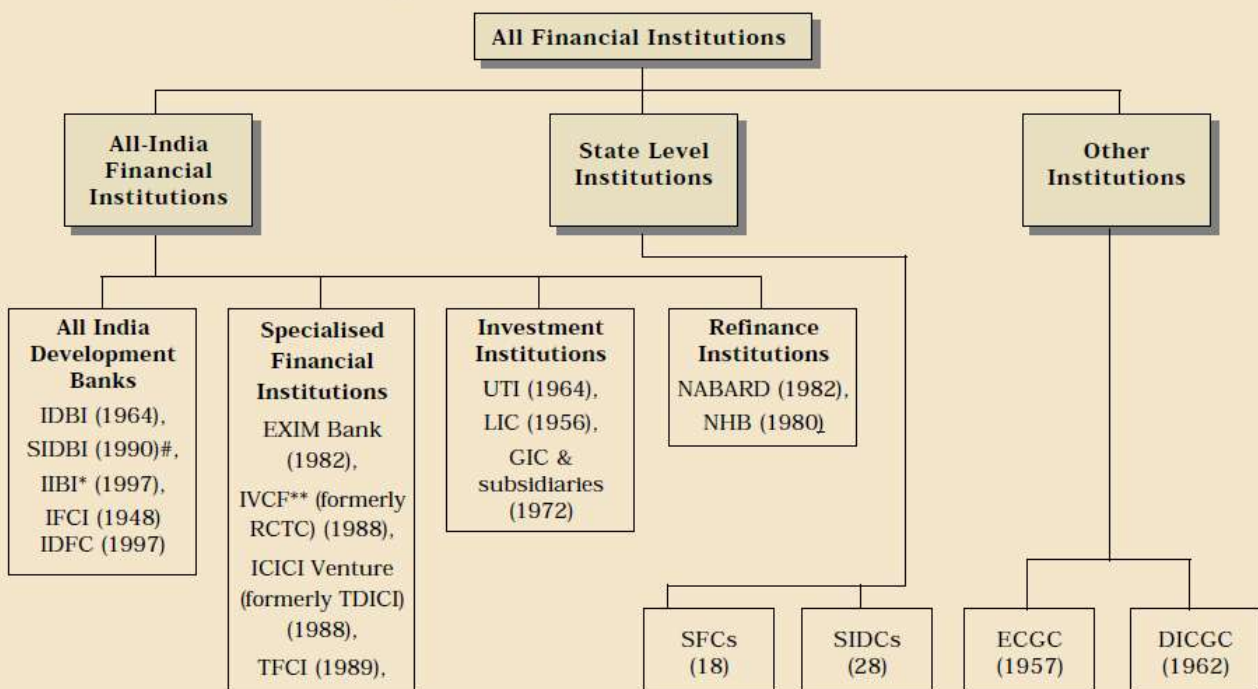 All Financial Institutions
All-India
Financial
Institutions
State Level
Institutions
Other
Institutions
All India
Development
Banks
IDBI (1964),
SIDBI (1990)#,
IIBI* (1997),
IFCI (1948)
IDFC (1997)
Specialised
Financial
Institutions
EXIM Bank
(1982),
IVCF** (formerly
RCTC) (1988),
ICICI Venture
(formerly TDICI)
(1988),
TFCI (1989),
Investment
Institutions
UTI (1964),
LIC (1956),
GIC &
subsidiaries
(1972)
Refinance
Institutions
NABARD (1982),
NHB (1980)
SFCs
(18)
SIDCs
(28)
ECGC
(1957)
DICGC
(1962)